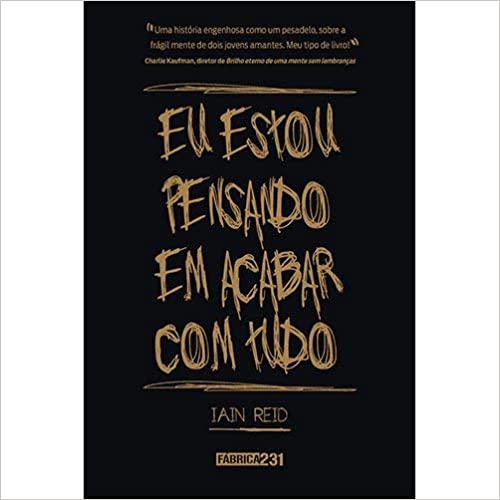 "Uma história engenhosa como um pesadelo, sobre a
frágil mente de dois jovens amantes. Meu tipo de livro!"
Charlie Kaufman, diretor de Brilho eterno de uma mente sem lembranças
EU ESTOU
PENSANDO
EM ACABAR
COM TUDO
IAIN REID
FÁBRICA231